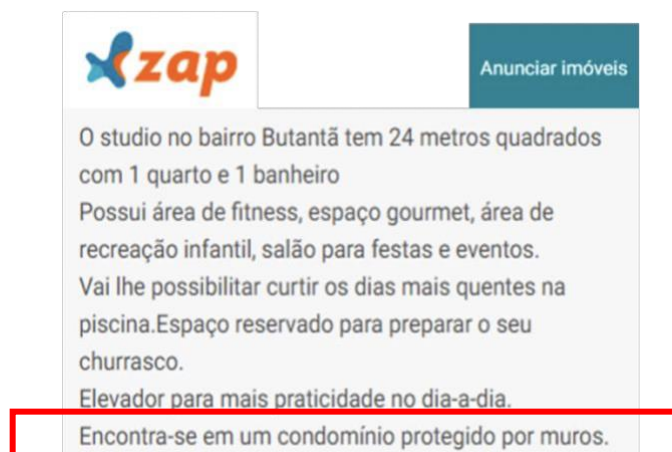 zap
Anunciar imóveis
O studio no bairro Butantã tem 24 metros quadrados
com 1 quarto e 1 banheiro
Possui área de fitness, espaço gourmet, área de
recreação infantil, salão para festas e eventos.
Vai lhe possibilitar curtir os dias mais quentes na
piscina.Espaço reservado para preparar o seu
churrasco.
Elevador para mais praticidade no dia-a-dia.
Encontra-se em um condomínio protegido por muros.